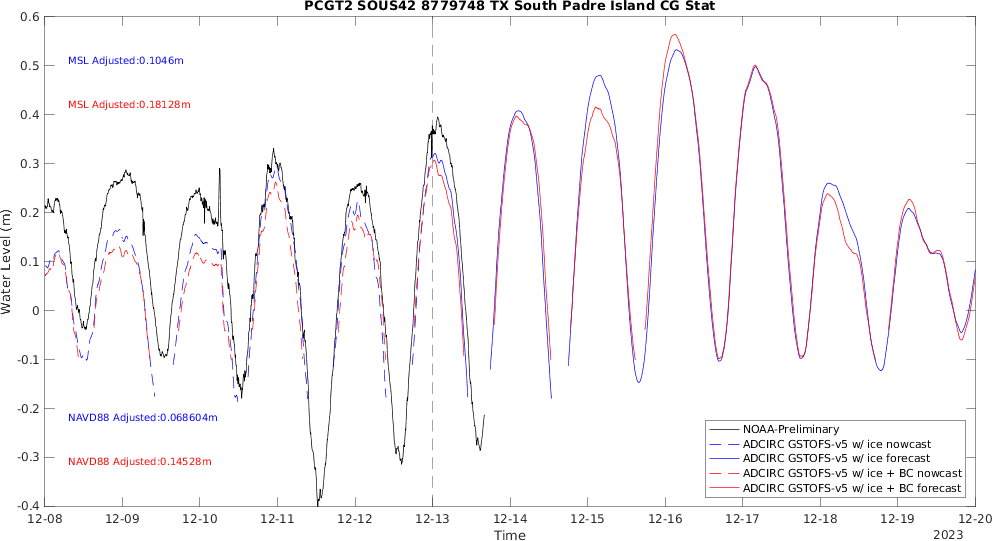 PCGT2 SOUS42 8779748 TX South Padre Island CG Stat
0.6
0.5
0.4
0.3
0.2
0.1
0
-0.1
-0.2
-0.3
-0.4
Water Level (m)
MSL Adjusted:0.1046m
MSL Adjusted:0.18128m
NAVD88 Adjusted:0.068604m
NAVD88 Adjusted:0.14528m
NOAA-Preliminary
ADCIRC GSTOFS-v5 w/ ice nowcast
ADCIRC GSTOFS-v5 w/ ice forecast
ADCIRC GSTOFS-v5 w/ ice + BC nowcast
ADCIRC GSTOFS-v5 w/ ice + BC forecast
12-08 12-09 12-10 12-11 12-12 12-13 12-14 12-15 12-16 12-17 12-18 12-19 12-20
Time
2023